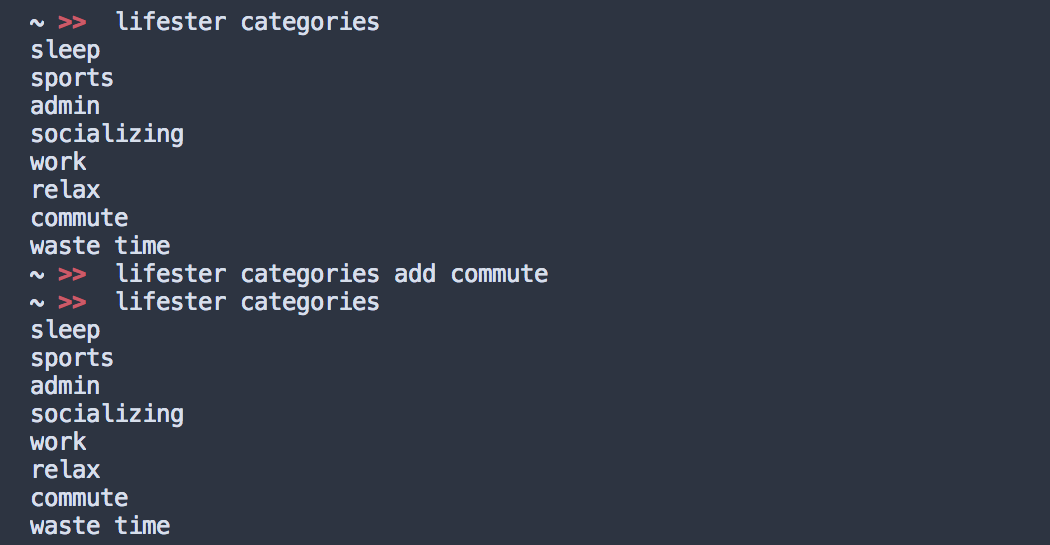 ~ >> lifester categories
sleep
sports
admin
socializing
work
relax
commute
waste time
~ >> lifester categories add commute
~ >> lifester categories
sleep
sports
admin
socializing
work
relax
commute
waste time